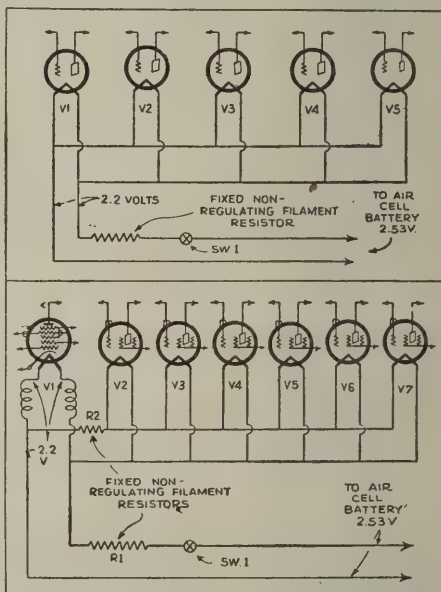 V1 V2 V3 V4 V5
2.2 VOLTS
FIXED NON-
REGULATING FILAMENT
RESISTOR
SW.1
TO AIR
CELL
BATTERY
2.53V.
V1 V2 V3 V4 V5 V6 V7
R2
2.2
V
FIXED NON-
REGULATING FILAMENT
RESISTORS
R1
SW.1
TO AIR
CELL
BATTERY
2.53V